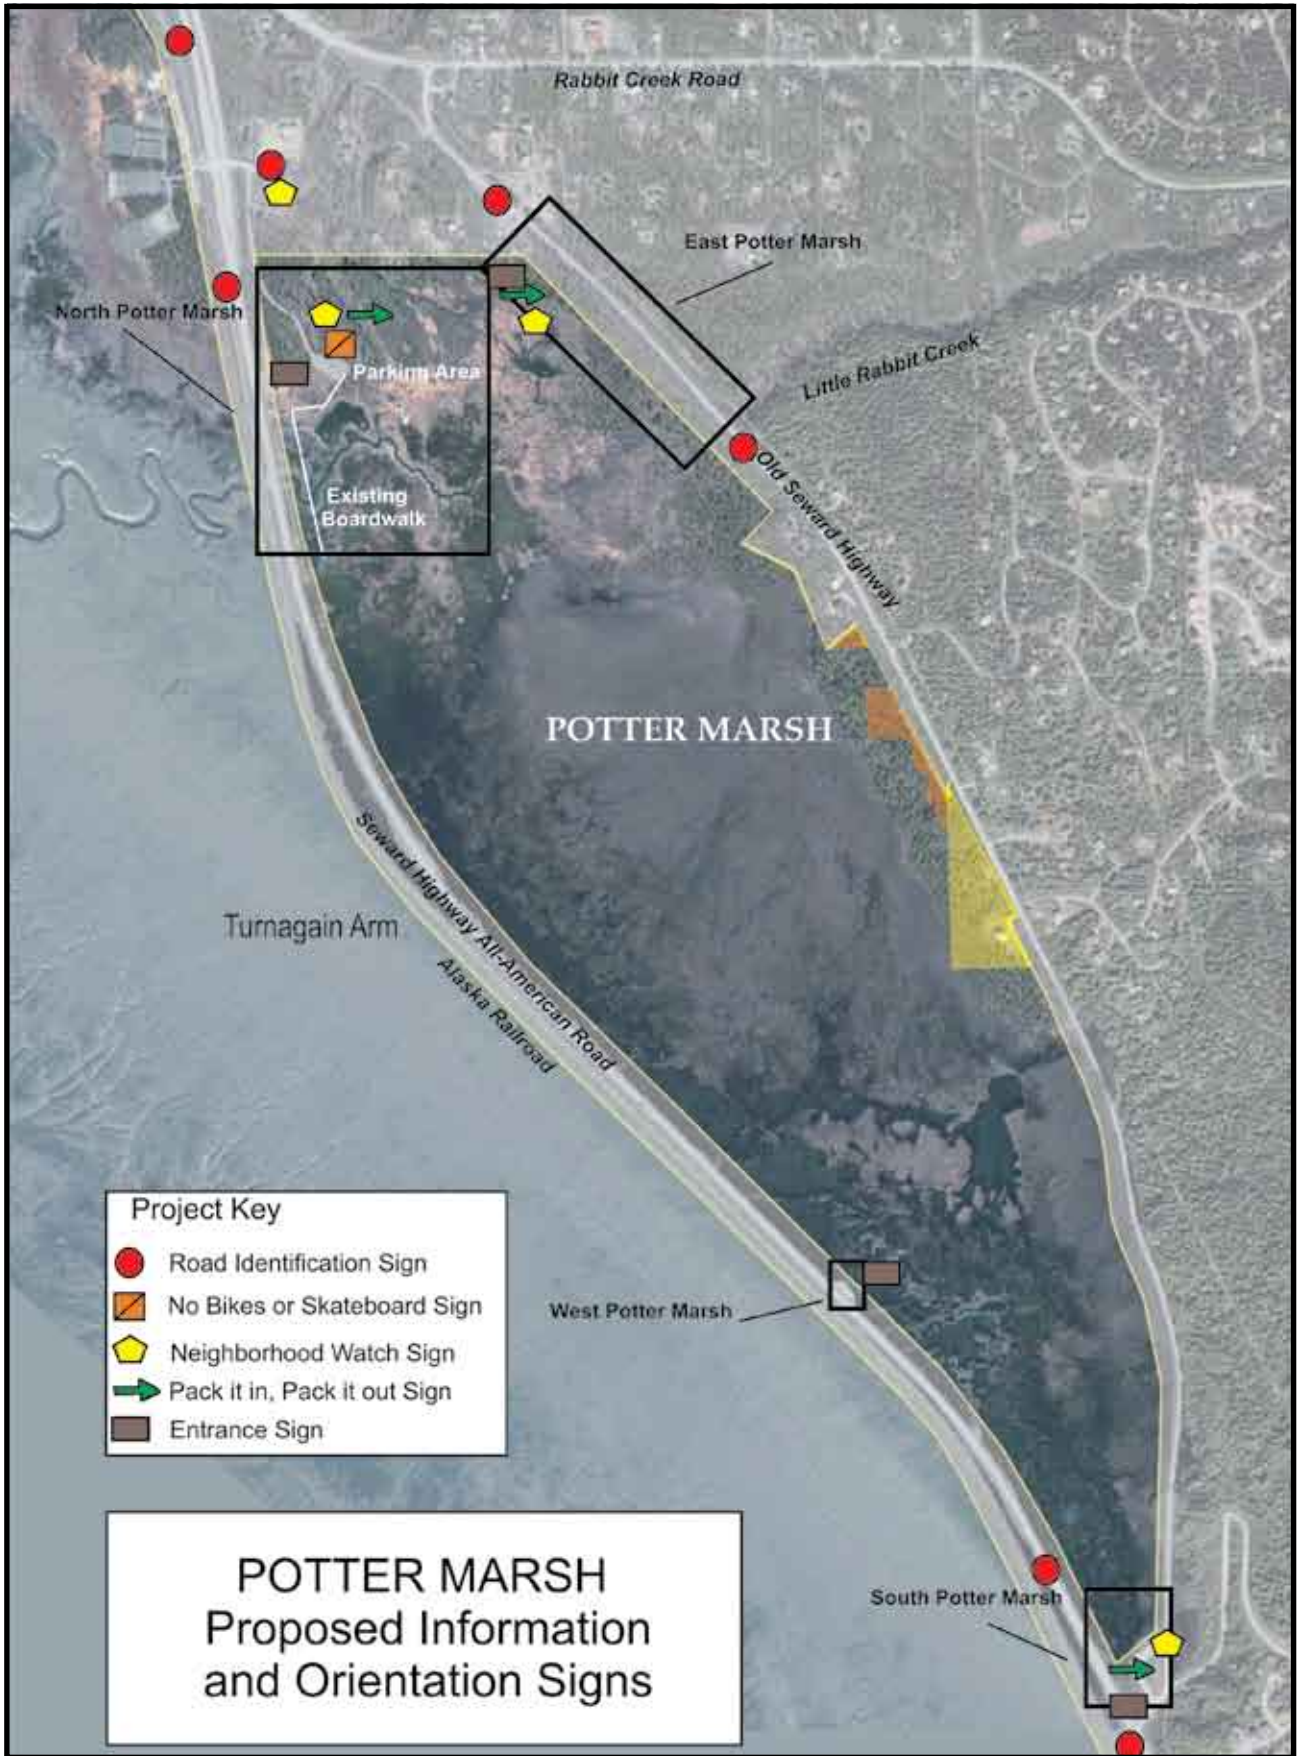 Rabbit Creek Road
East Potter Marsh
North Potter Marsh
Little Rabbit Creek
Parking Area
Old Seward Highway
Existing
Boardwalk
POTTER MARSH
Seward Highway All-American Road
Turnagain Arm
Alaska Railroad
Project Key
Road Identification Sign
No Bikes or Skateboard Sign
Neighborhood Watch Sign
Pack it in, Pack it out Sign
Entrance Sign
West Potter Marsh
South Potter Marsh
POTTER MARSH
Proposed Information
and Orientation Signs